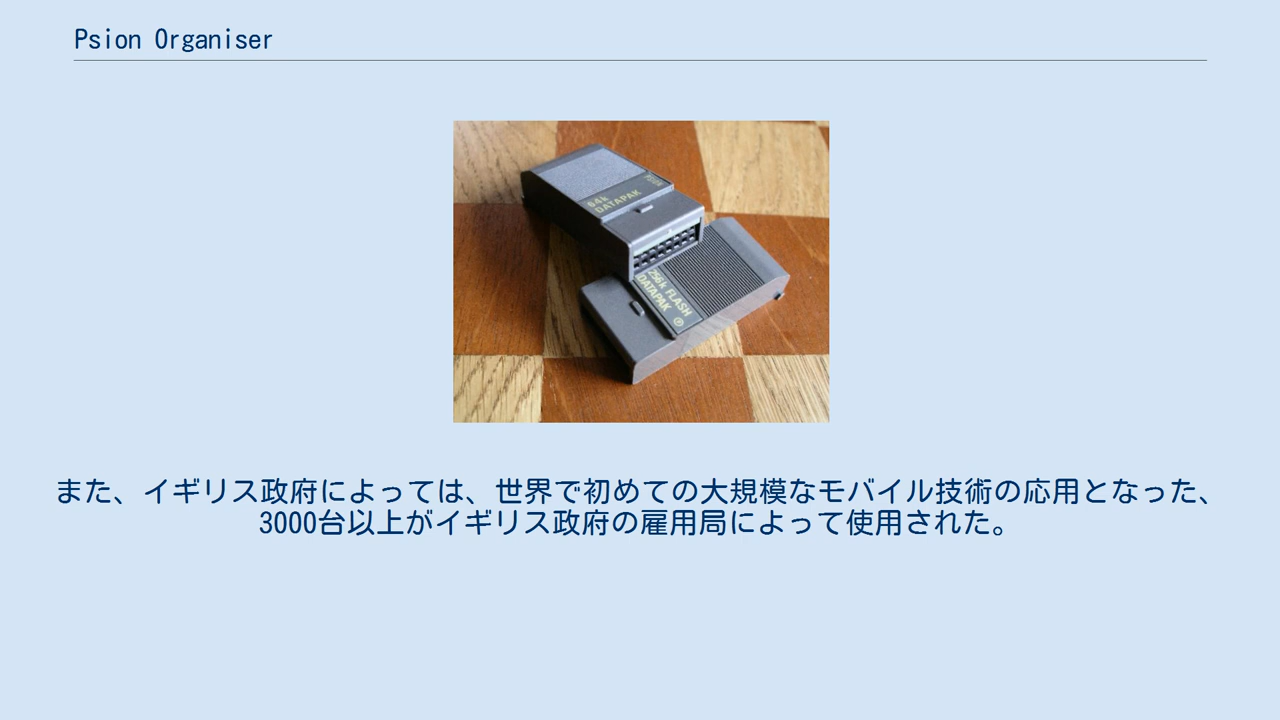 Psion Organiser
64k
DATAPAK
256k FLASH
DATAPAK
また、イギリス政府によっては、世界で初めての大規模なモバイル技術の応用となった、
3000台以上がイギリス政府の雇用局によって使用された。